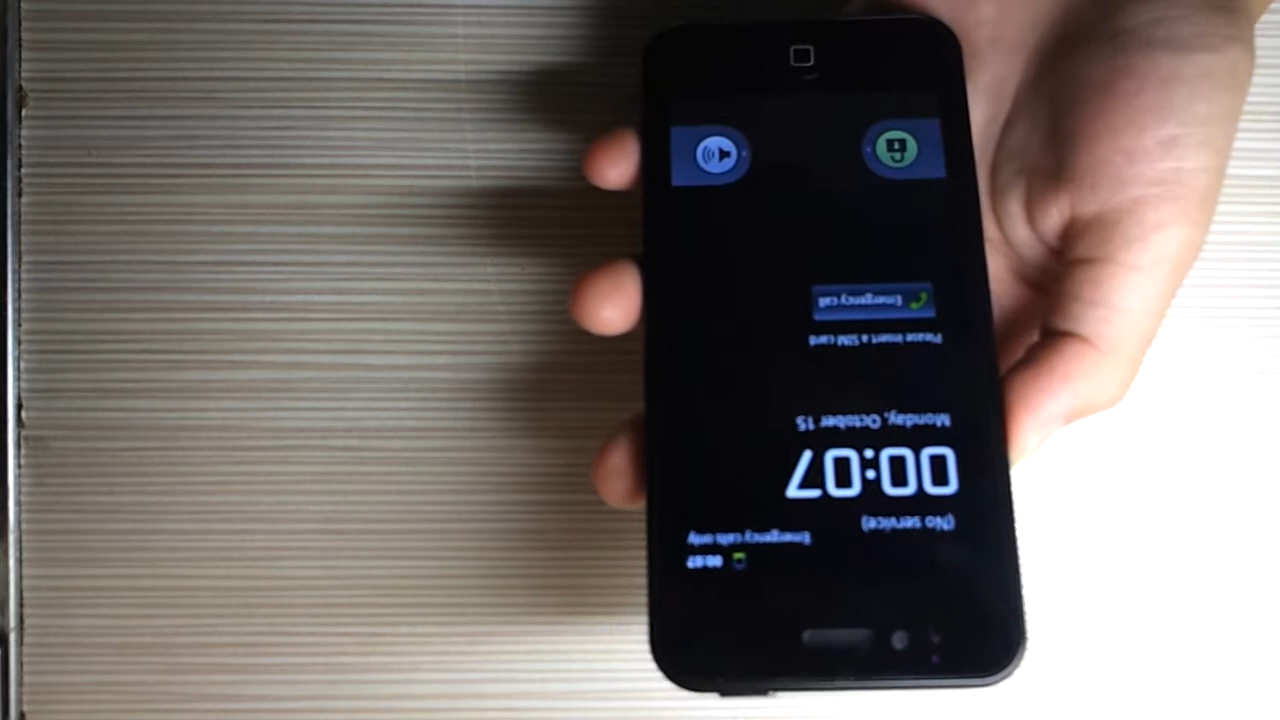 00:07
Emergency calls only
(No service)
00:07
Monday, October 15
Please insert a SIM card
Emergency call